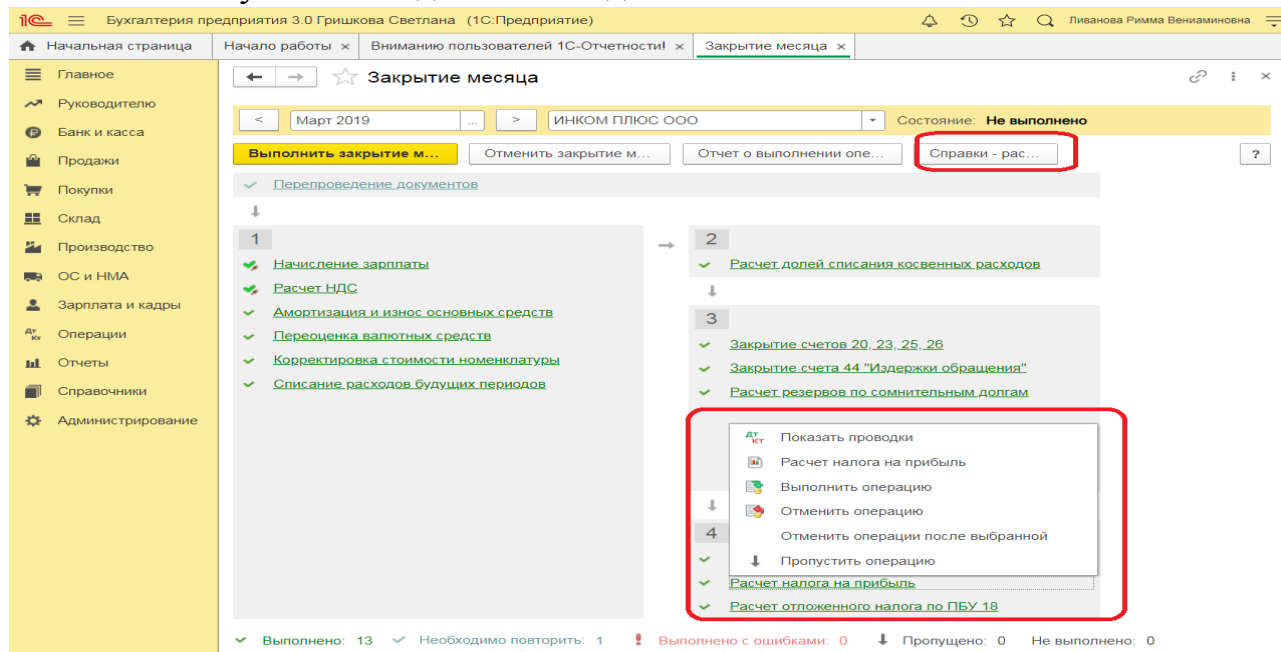 1С Бухгалтерия предприятия 3.0 Гришкова Светлана (1С:Предприятие) Ливанова Римма Вениаминовна
Начальная страница Начало работы × Вниманию пользователей 1С-Отчетности! × Закрытие месяца ×
Главное
Руководителю
Банк и касса
Продажи
Покупки
Склад
Производство
ОС и НМА
Зарплата и кадры
Операции
Отчеты
Справочники
Администрирование
Закрытие месяца
< Март 2019 ... > ИНКОМ ПЛЮС ООО Состояние: Не выполнено
Выполнить закрытие м... Отменить закрытие м... Отчет о выполнении опе... Справки - рас... ?
Перепроведение документов
1
Начисление зарплаты
Расчет НДС
Амортизация и износ основных средств
Переоценка валютных средств
Корректировка стоимости номенклатуры
Списание расходов будущих периодов
2
Расчет долей списания косвенных расходов
3
Закрытие счетов 20, 23, 25, 26
Закрытие счета 44 "Издержки обращения"
Расчет резервов по сомнительным долгам
Дт Кт Показать проводки
Расчет налога на прибыль
Выполнить операцию
Отменить операцию
Отменить операции после выбранной
Пропустить операцию
4
Расчет налога на прибыль
Расчет отложенного налога по ПБУ 18
Выполнено: 13 Необходимо повторить: 1 Выполнено с ошибками: 0 Пропущено: 0 Не выполнено: 0